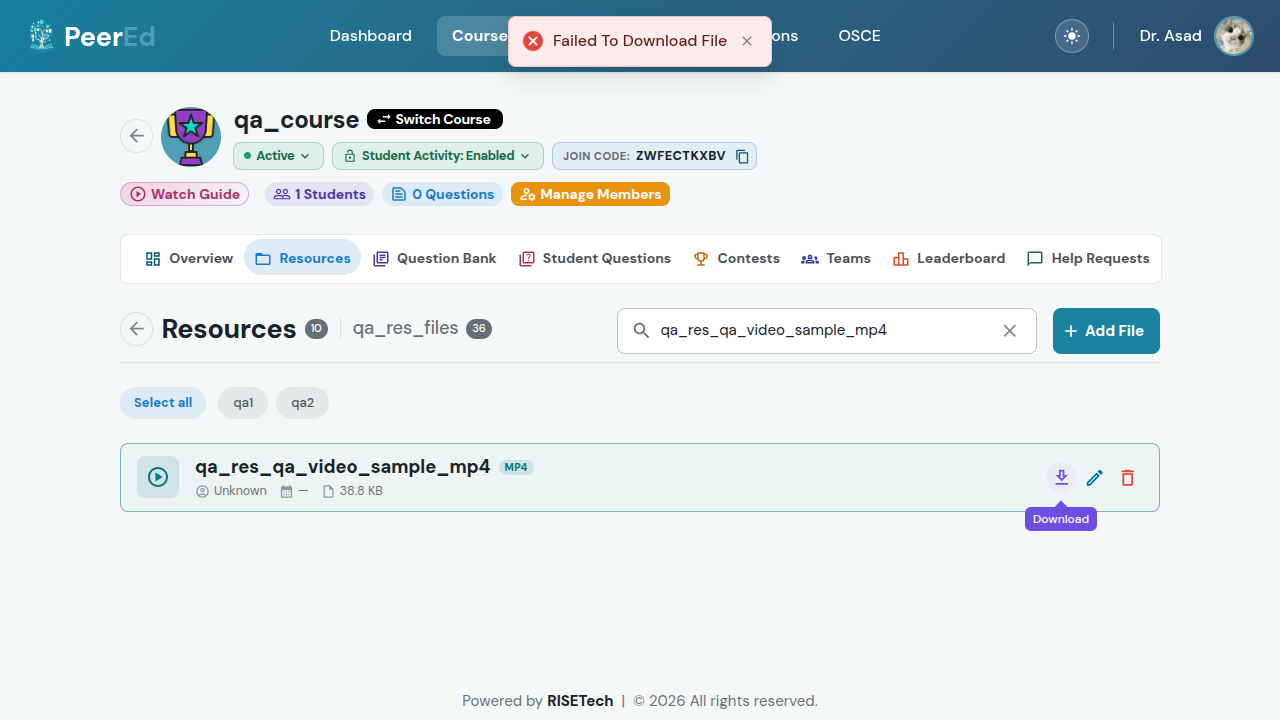 PeerEd
Dashboard
Course
ons
OSCE
Dr. Asad
Failed To Download File
qa_course
Switch Course
Active
Student Activity: Enabled
JOIN CODE: ZWFECTKXBV
Watch Guide
1 Students
0 Questions
Manage Members
Overview
Resources
Question Bank
Student Questions
Contests
Teams
Leaderboard
Help Requests
Resources 10
qa_res_files 36
qa_res_qa_video_sample_mp4
Add File
Select all
qa1
qa2
qa_res_qa_video_sample_mp4 MP4
Unknown
—
38.8 KB
Download
Powered by RISETech | © 2026 All rights reserved.